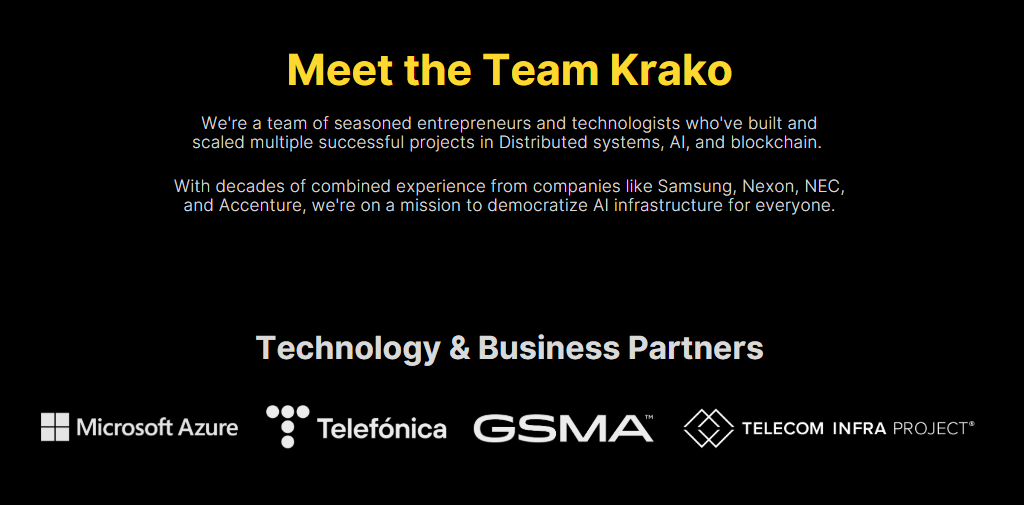 Meet the Team Krako
We're a team of seasoned entrepreneurs and technologists who've built and
scaled multiple successful projects in Distributed systems, AI, and blockchain.
With decades of combined experience from companies like Samsung, Nexon, NEC,
and Accenture, we're on a mission to democratize AI infrastructure for everyone.
Technology & Business Partners
Microsoft Azure Telefónica GSMA™ TELECOM INFRA PROJECT®